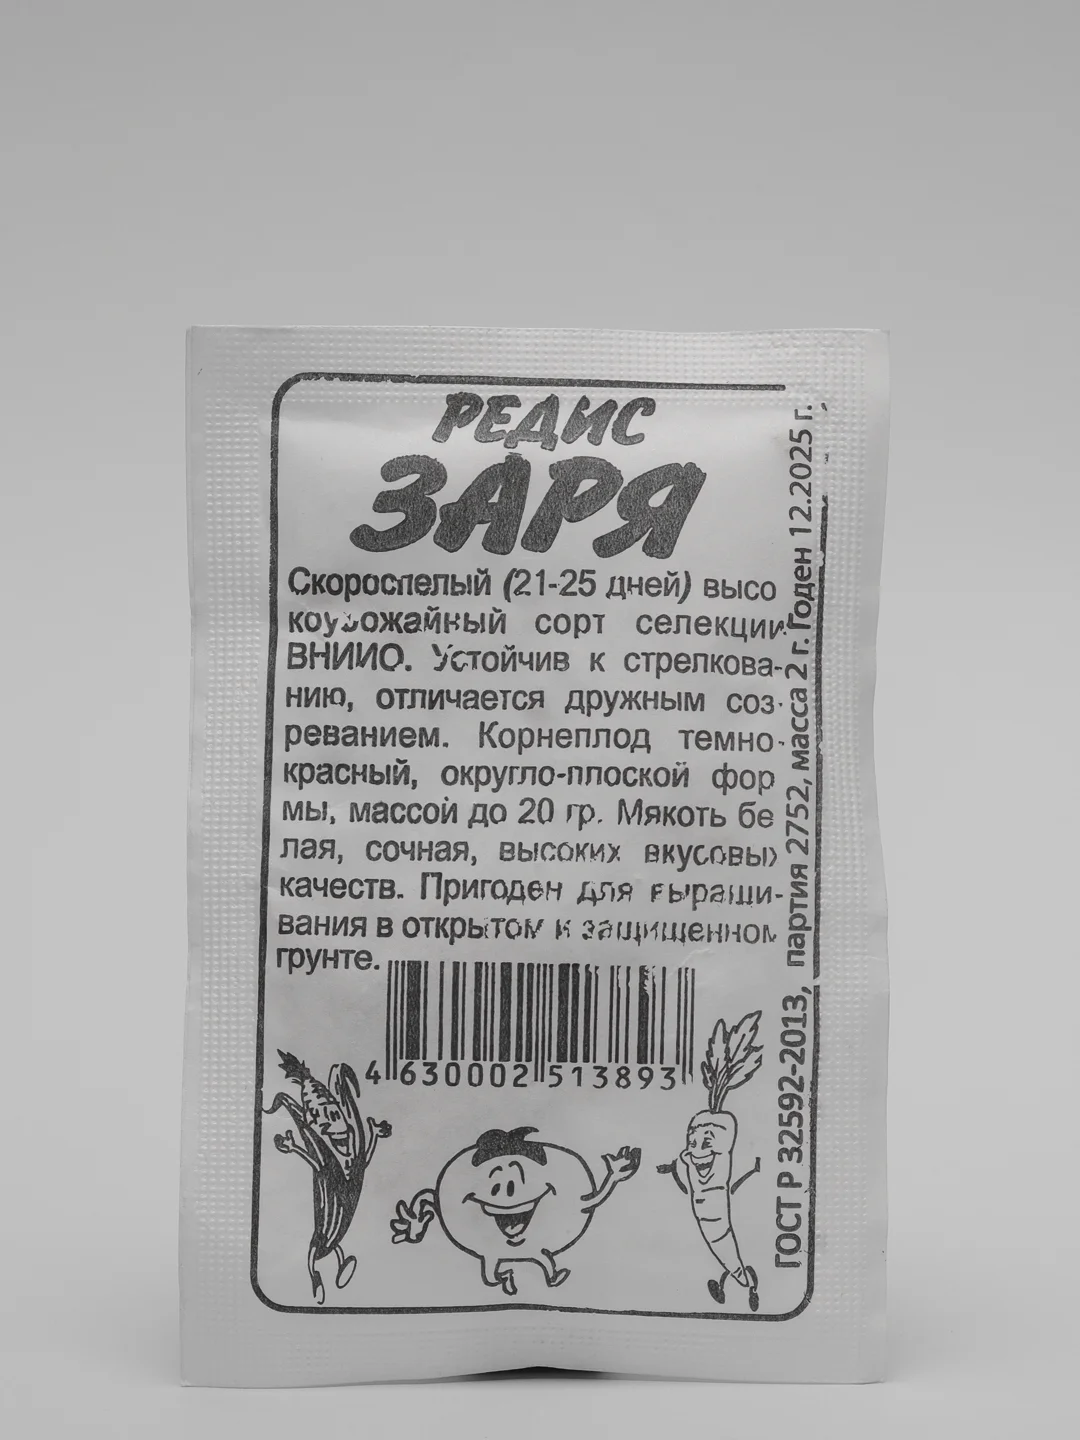 РЕДИС
ЗАРЯ
Скороспелый (21-25 дней) высо
коурожайный сорт селекции
ВНИИО. Устойчив к стрелкова-
нию, отличается дружным соз-
реванием. Корнеплод темно-
красный, округло-плоской фор
мы, массой до 20 гр. Мякоть бе
лая, сочная, высоких вкусовых
качеств. Пригоден для выращи-
вания в открытом и защищенном
грунте.
4 630002 513893
ГОСТ Р 32592-2013, партия 2752, масса 2 г. Годен 12.2025 г.